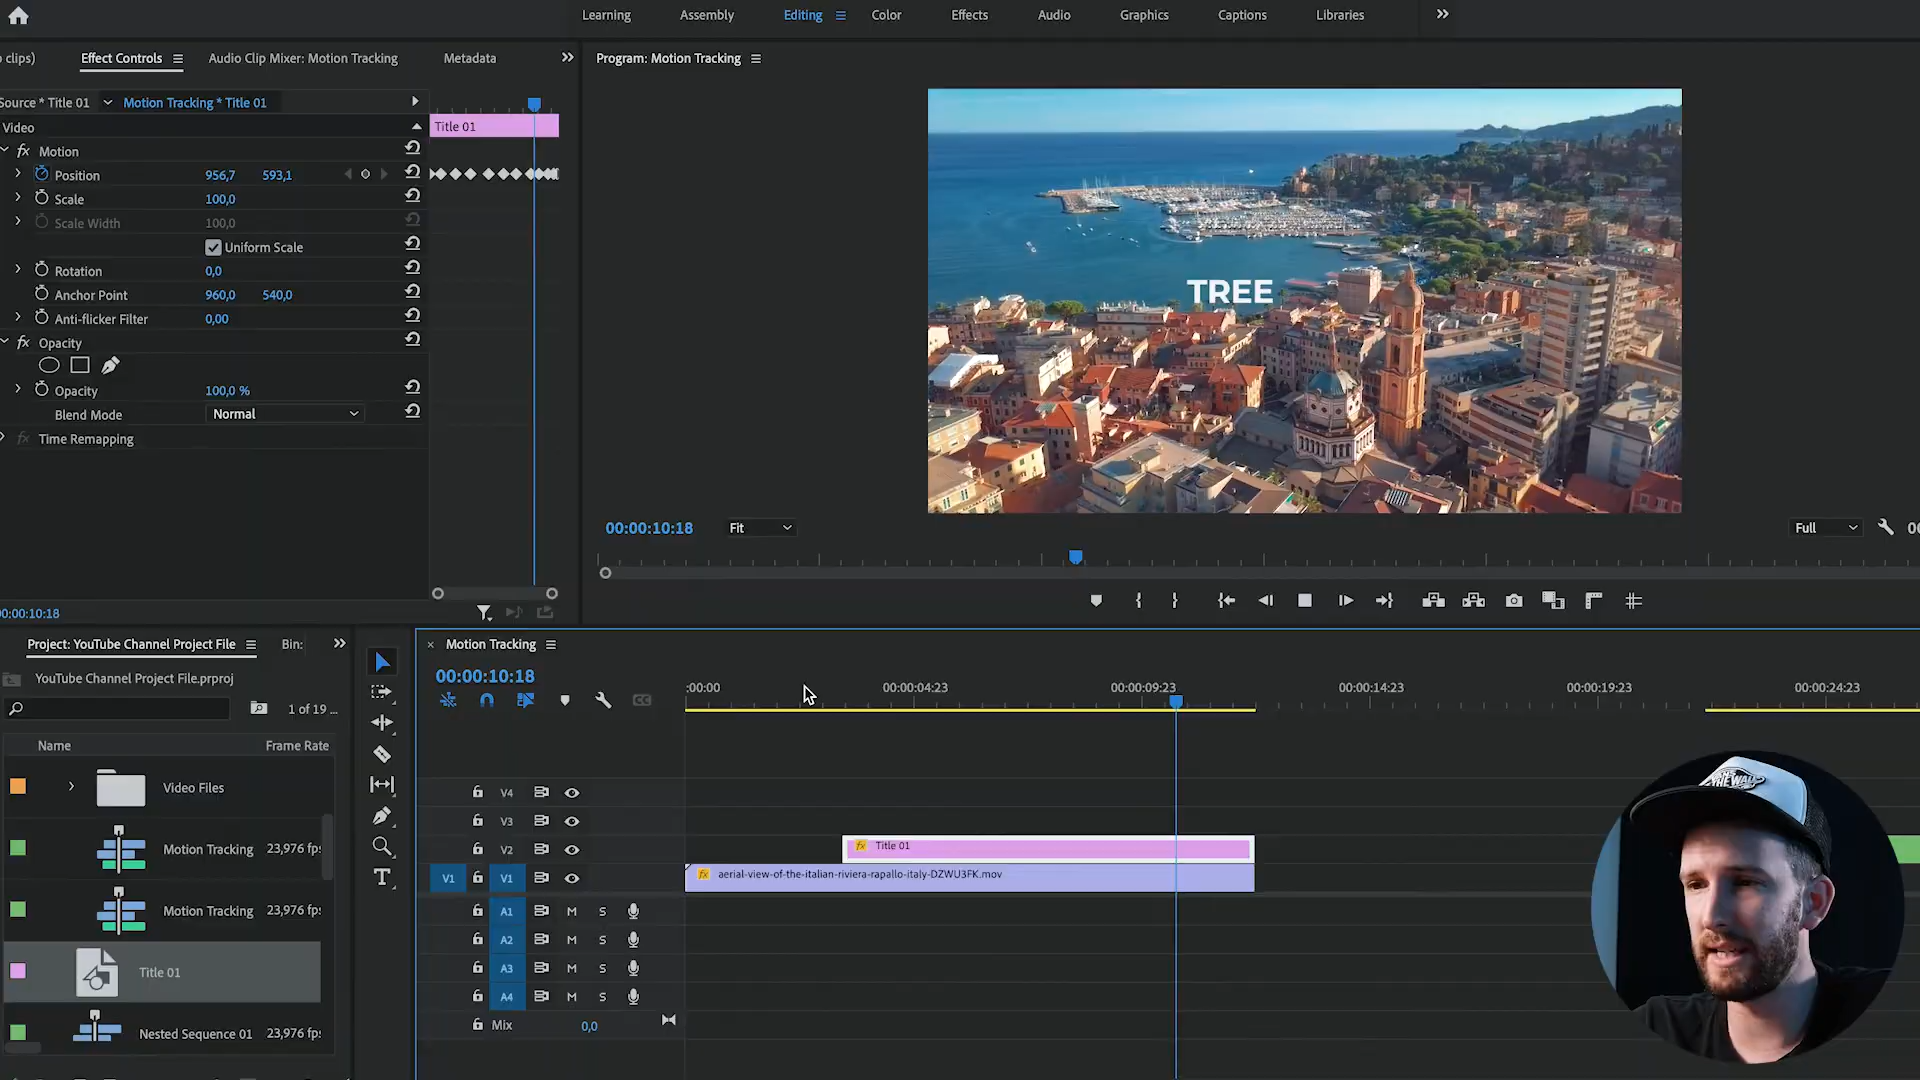 Learning Assembly Editing Color Effects Audio Graphics Captions Libraries
clips) Effect Controls Audio Clip Mixer: Motion Tracking Metadata
Program: Motion Tracking
Source * Title 01 Motion Tracking * Title 01
Video
Title 01
fx Motion
Position 956,7 593,1
Scale 100,0
Scale Width 100,0
Uniform Scale
Rotation 0,0
Anchor Point 960,0 540,0
Anti-flicker Filter 0,00
fx Opacity
Opacity 100,0 %
Blend Mode Normal
fx Time Remapping
TREE
00:00:10:18 Fit Full
00:00:10:18
Project: YouTube Channel Project File Bin:
YouTube Channel Project File.prproj
1 of 19 ...
Name Frame Rate
Video Files
Motion Tracking 23,976 fps
Motion Tracking 23,976 fps
Title 01
Nested Sequence 01 23,976 fps
× Motion Tracking
00:00:10:18
:00:00 00:00:04:23 00:00:09:23 00:00:14:23 00:00:19:23 00:00:24:23
V4
V3
V2 fx Title 01
V1 V1 fx aerial-view-of-the-italian-riviera-rapallo-italy-DZWU3FK.mov
A1 M S
A2 M S
A3 M S
A4 M S
Mix 0,0